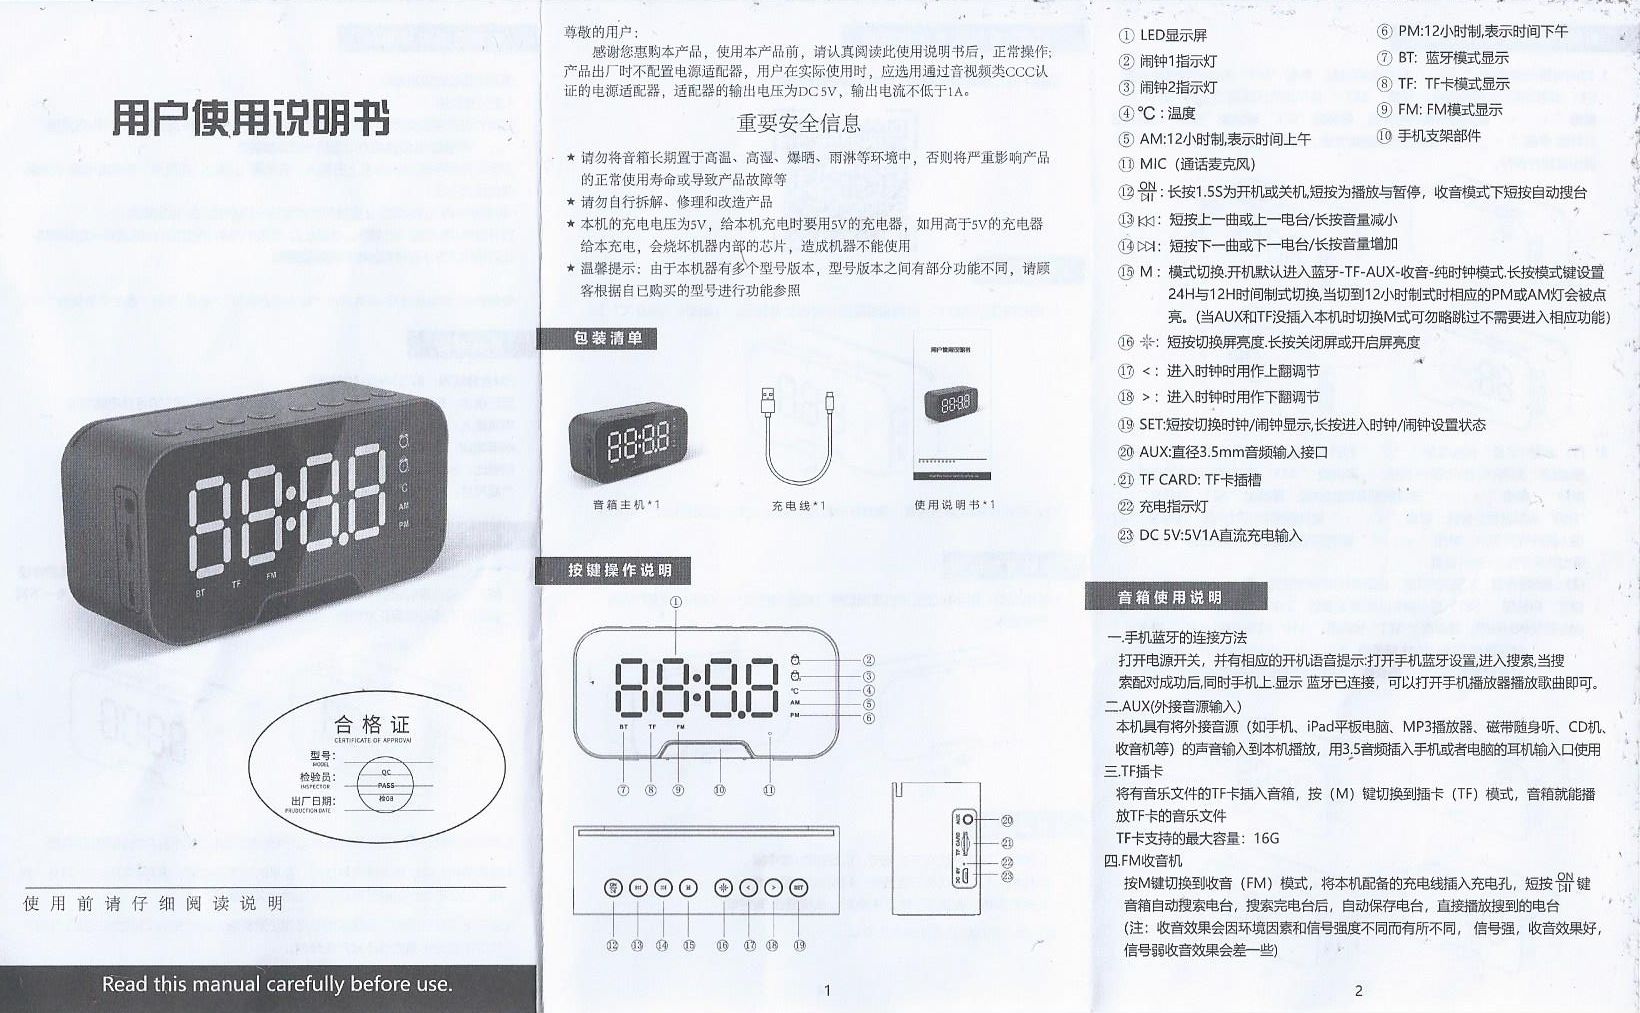 用户使用说明书
BT
TF
FM
℃
AM
PM
合格证
CERTIFICATE OF APPROVAL
型号:
MODEL
检验员:
INSPECTOR
出厂日期:
PRUDUCTION DATE
QC
PASS
检08
使用前请仔细阅读说明
Read this manual carefully before use.
尊敬的用户:
感谢您惠购本产品，使用本产品前，请认真阅读此使用说明书后，正常操作;
产品出厂时不配置电源适配器，用户在实际使用时，应选用通过音视频类CCC认
证的电源适配器，适配器的输出电压为DC 5V，输出电流不低于1A。
重要安全信息
★ 请勿将音箱长期置于高温、高湿、爆晒、雨淋等环境中，否则将严重影响产品
的正常使用寿命或导致产品故障等
★ 请勿自行拆解、修理和改造产品
★ 本机的充电电压为5V，给本机充电时要用5V的充电器，如用高于5V的充电器
给本充电，会烧坏机器内部的芯片，造成机器不能使用
★ 温馨提示：由于本机器有多个型号版本，型号版本之间有部分功能不同，请顾
客根据自已购买的型号进行功能参照
包装清单
用户使用说明书
音箱主机*1
充电线*1
使用说明书*1
按键操作说明
①
②
③
℃ ④
AM ⑤
PM ⑥
BT TF FM
⑦ ⑧ ⑨ ⑩ ⑪
M
SET
⑫ ⑬ ⑭ ⑮ ⑯ ⑰ ⑱ ⑲
⑳
㉑
㉒
㉓
1
① LED显示屏
② 闹钟1指示灯
③ 闹钟2指示灯
④ ℃ : 温度
⑤ AM:12小时制,表示时间上午
⑥ PM:12小时制,表示时间下午
⑦ BT: 蓝牙模式显示
⑧ TF: TF卡模式显示
⑨ FM: FM模式显示
⑩ 手机支架部件
⑪ MIC（通话麦克风）
⑫ ON : 长按1.5S为开机或关机,短按为播放与暂停，收音模式下短按自动搜台
⑬ : 短按上一曲或上一电台/长按音量减小
⑭ : 短按下一曲或下一电台/长按音量增加
⑮ M : 模式切换.开机默认进入蓝牙-TF-AUX-收音-纯时钟模式.长按模式键设置
24H与12H时间制式切换,当切到12小时制式时相应的PM或AM灯会被点
亮。(当AUX和TF没插入本机时切换M式可忽略跳过不需要进入相应功能）
⑯ : 短按切换屏亮度.长按关闭屏或开启屏亮度
⑰ < : 进入时钟时用作上翻调节
⑱ > : 进入时钟时用作下翻调节
⑲ SET:短按切换时钟/闹钟显示,长按进入时钟/闹钟设置状态
⑳ AUX:直径3.5mm音频输入接口
㉑ TF CARD: TF卡插槽
㉒ 充电指示灯
㉓ DC 5V:5V1A直流充电输入
音箱使用说明
一.手机蓝牙的连接方法
打开电源开关，并有相应的开机语音提示:打开手机蓝牙设置,进入搜索,当搜
索配对成功后,同时手机上.显示 蓝牙已连接，可以打开手机播放器播放歌曲即可。
二.AUX(外接音源输入）
本机具有将外接音源（如手机、iPad平板电脑、MP3播放器、磁带随身听、CD机、
收音机等）的声音输入到本机播放，用3.5音频插入手机或者电脑的耳机输入口使用
三.TF插卡
将有音乐文件的TF卡插入音箱，按（M）键切换到插卡（TF）模式，音箱就能播
放TF卡的音乐文件
TF卡支持的最大容量：16G
四.FM收音机
按M键切换到收音（FM）模式，将本机配备的充电线插入充电孔，短按 ON 键
音箱自动搜索电台，搜索完电台后，自动保存电台，直接播放搜到的电台
(注：收音效果会因环境因素和信号强度不同而有所不同， 信号强，收音效果好，
信号弱收音效果会差一些)
2